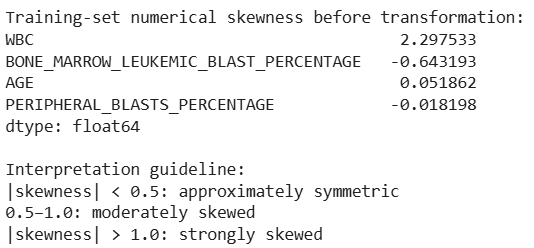 Training-set numerical skewness before transformation:
WBC 2.297533
BONE_MARROW_LEUKEMIC_BLAST_PERCENTAGE -0.643193
AGE 0.051862
PERIPHERAL_BLASTS_PERCENTAGE -0.018198
dtype: float64

Interpretation guideline:
|skewness| < 0.5: approximately symmetric
0.5–1.0: moderately skewed
|skewness| > 1.0: strongly skewed